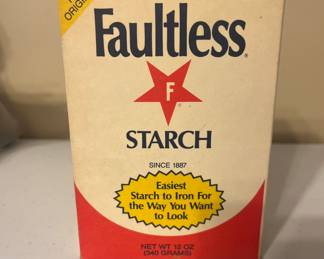 ORIGI
Faultless
F
STARCH
SINCE 1887
Easiest
Starch to Iron For
the Way You Want
to Look
NET WT 12 OZ
(340 GRAMS)